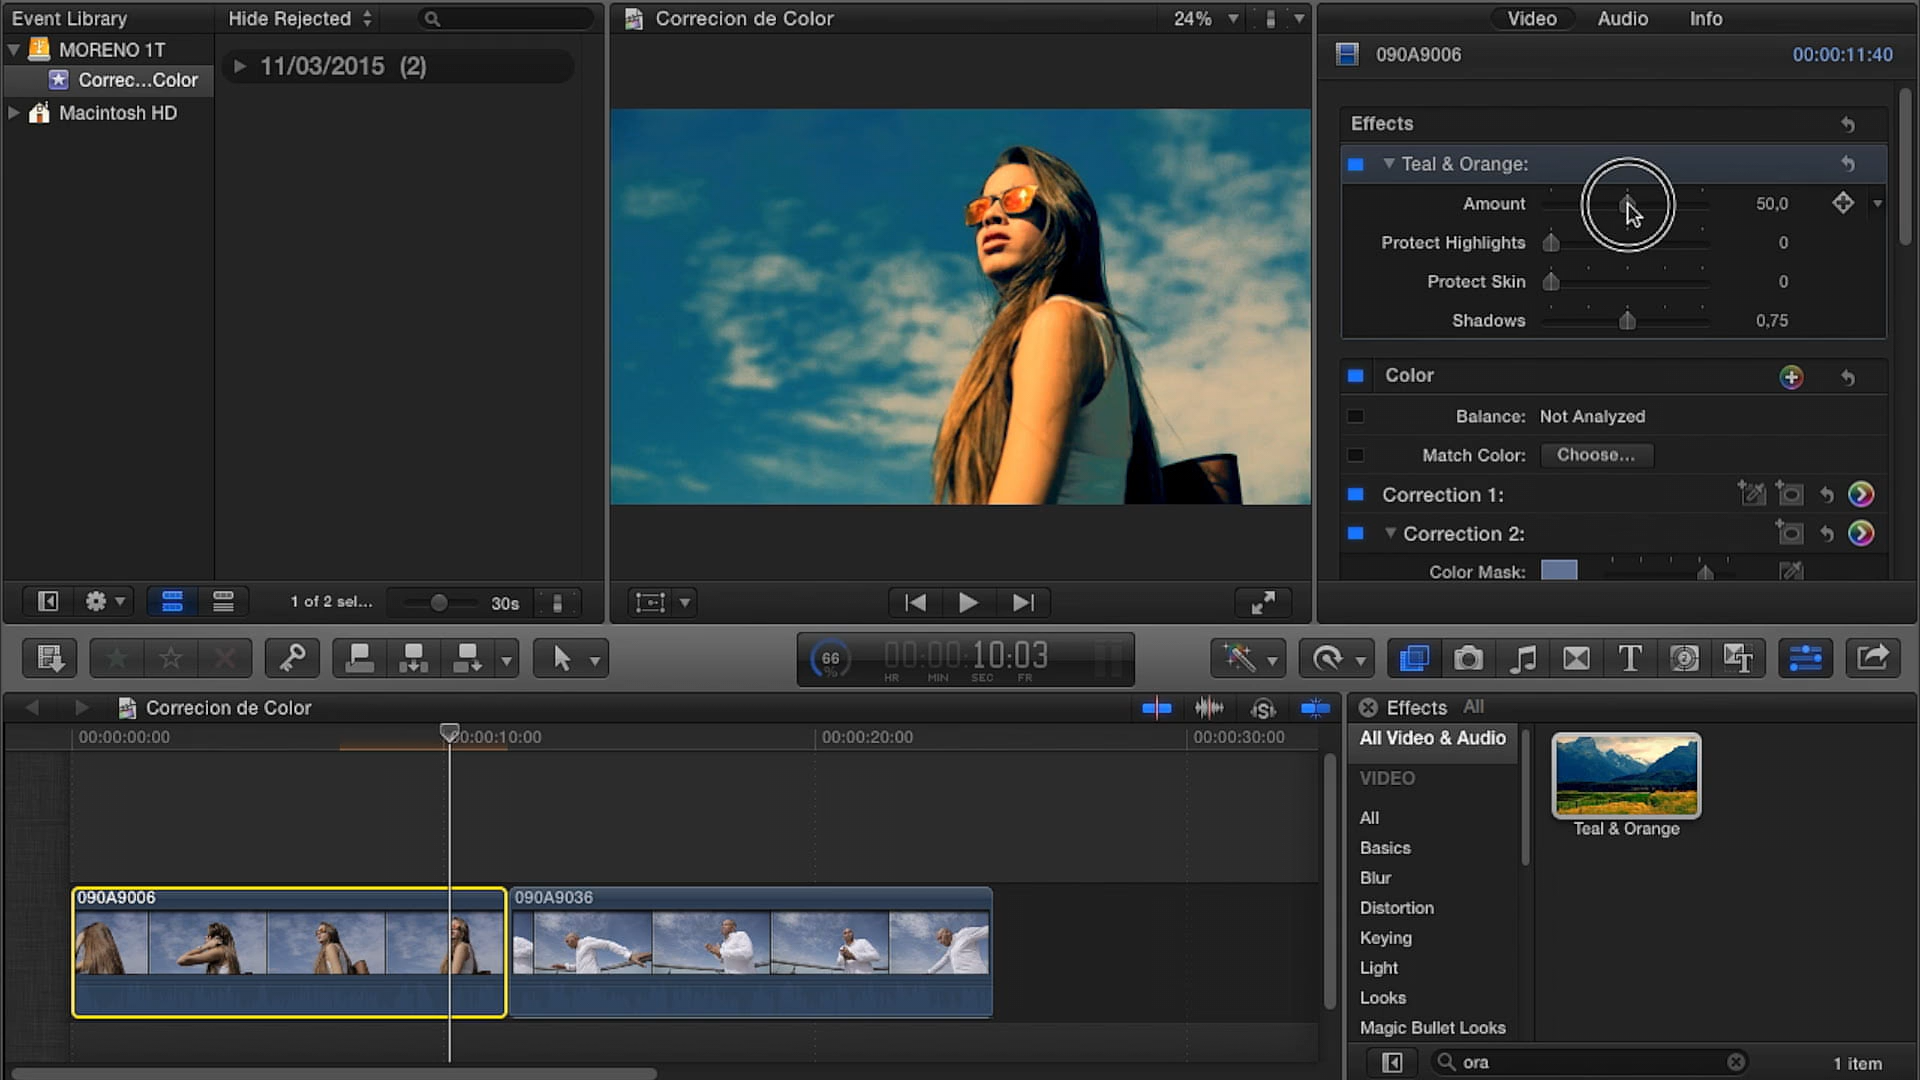 Event Library
Hide Rejected
MORENO 1T
Correc...Color
Macintosh HD
11/03/2015 (2)
1 of 2 sel...
30s
Correcion de Color
24%
Video
Audio
Info
090A9006
00:00:11:40
Effects
Teal & Orange:
Amount
50,0
Protect Highlights
0
Protect Skin
0
Shadows
0,75
Color
Balance: Not Analyzed
Match Color: Choose...
Correction 1:
Correction 2:
Color Mask:
66
%
00:00:10:03
HR MIN SEC FR
Correcion de Color
00:00:00:00
00:00:10:00
00:00:20:00
00:00:30:00
090A9006
090A9036
Effects All
All Video & Audio
VIDEO
All
Basics
Blur
Distortion
Keying
Light
Looks
Magic Bullet Looks
Teal & Orange
ora
1 item